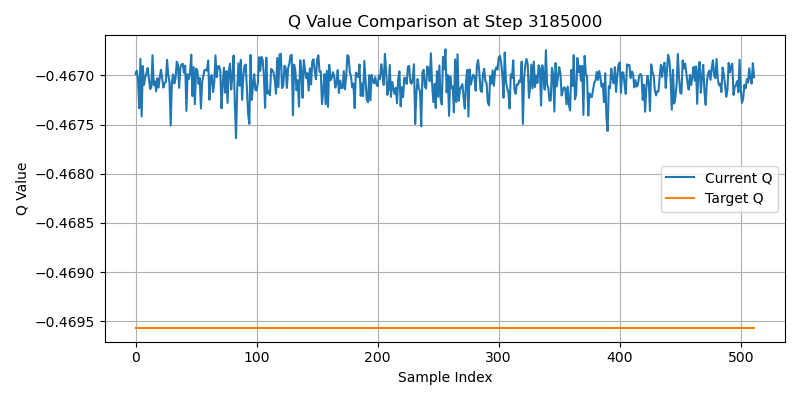 Q Value Comparison at Step 3185000
Q Value
−0.4670
−0.4675
−0.4680
−0.4685
−0.4690
−0.4695
Current Q
Target Q
0 100 200 300 400 500
Sample Index